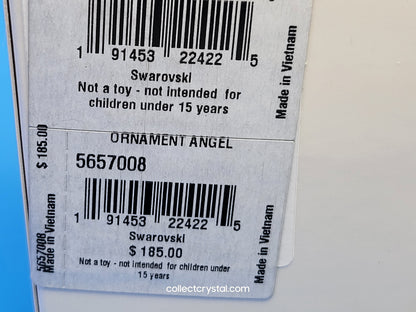 1 91453 22422 5
Swarovski
Not a toy - not intended for
children under 15 years
Made in Vietnam
ORNAMENT ANGEL
$ 185.00
5657008
1 91453 22422 5
Swarovski
$ 185.00
Not a toy - not intended for children under
15 years
Made in Vietnam
5657008
Made in Vietnam
collectcrystal.com